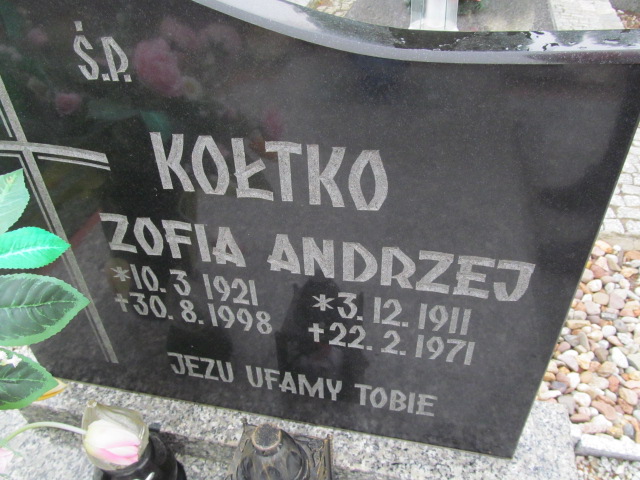 Ś.P.
KOŁTKO
ZOFIA ANDRZEJ
*10.3 1921 *3.12.1911
+30.8.1998 +22.2.1971
JEZU UFAMY TOBIE